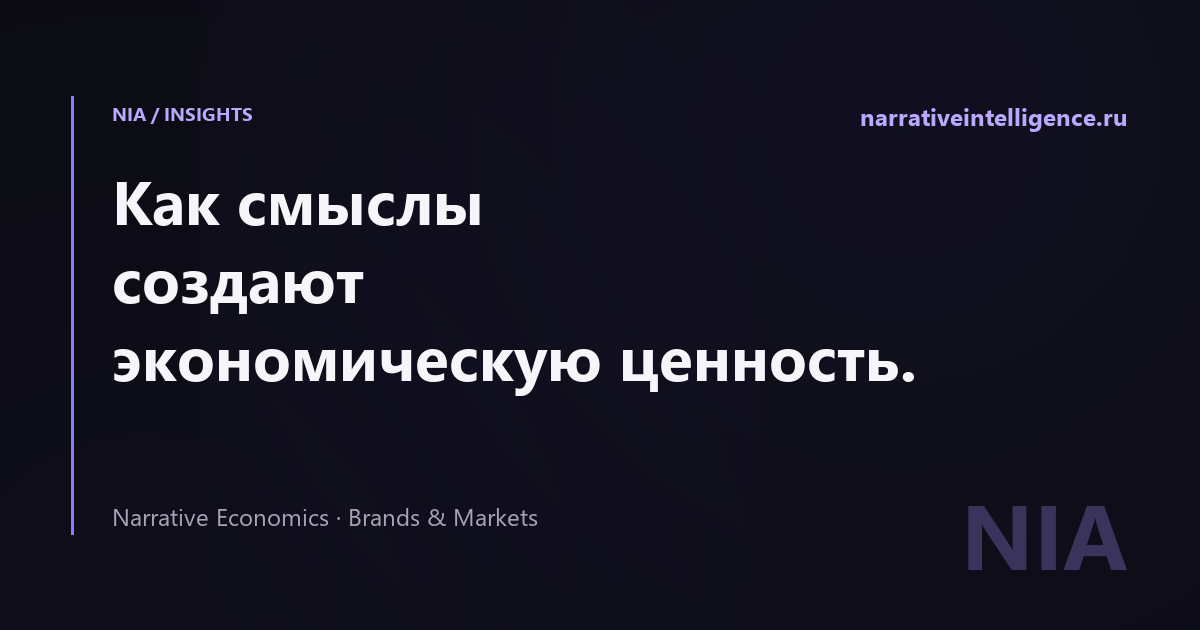 NIA / INSIGHTS
narrativeintelligence.ru
Как смыслы
создают
экономическую ценность.
Narrative Economics · Brands & Markets
NIA